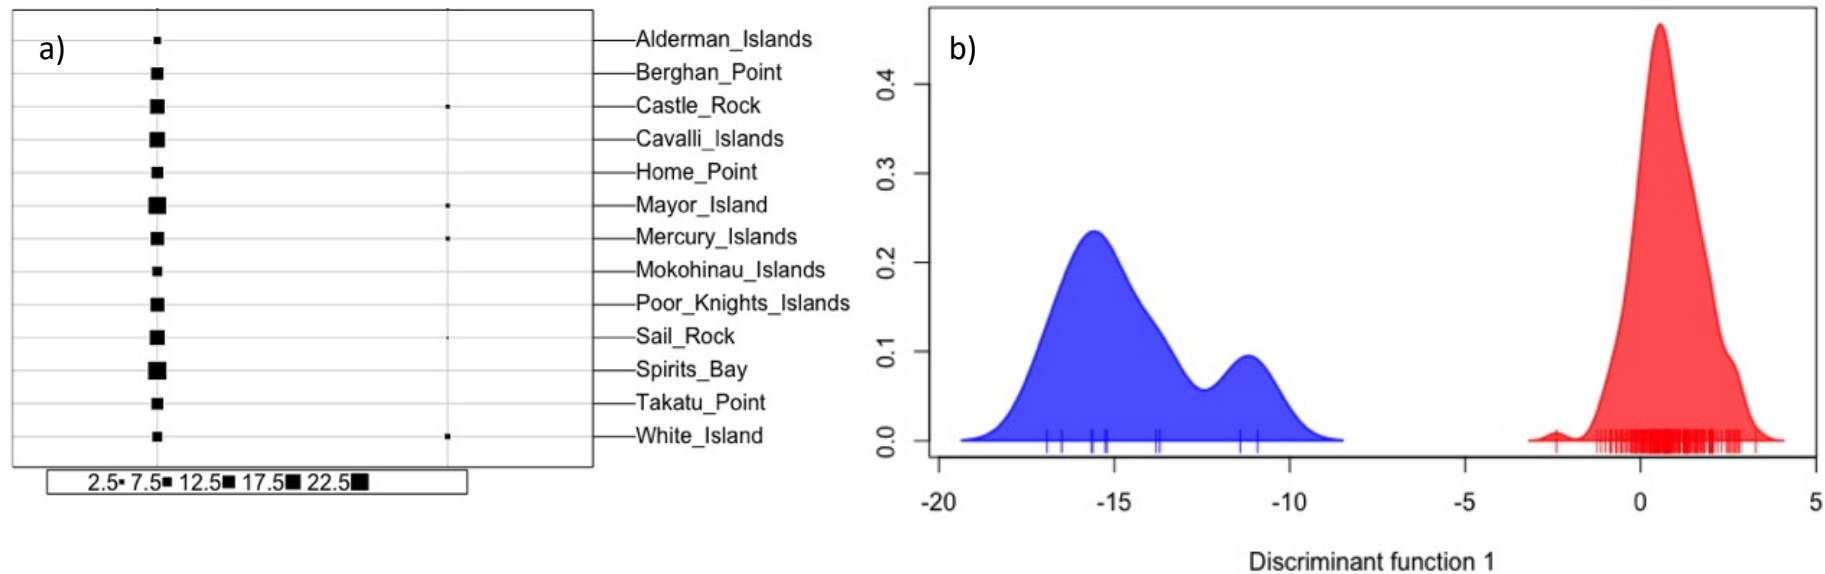 a)
Alderman_Islands
Berghan_Point
Castle_Rock
Cavalli_Islands
Home_Point
Mayor_Island
Mercury_Islands
Mokohinau_Islands
Poor_Knights_Islands
Sail_Rock
Spirits_Bay
Takatu_Point
White_Island
2.5 7.5 12.5 17.5 22.5
b)
0.4
0.3
0.2
0.1
0.0
-20 -15 -10 -5 0 5
Discriminant function 1